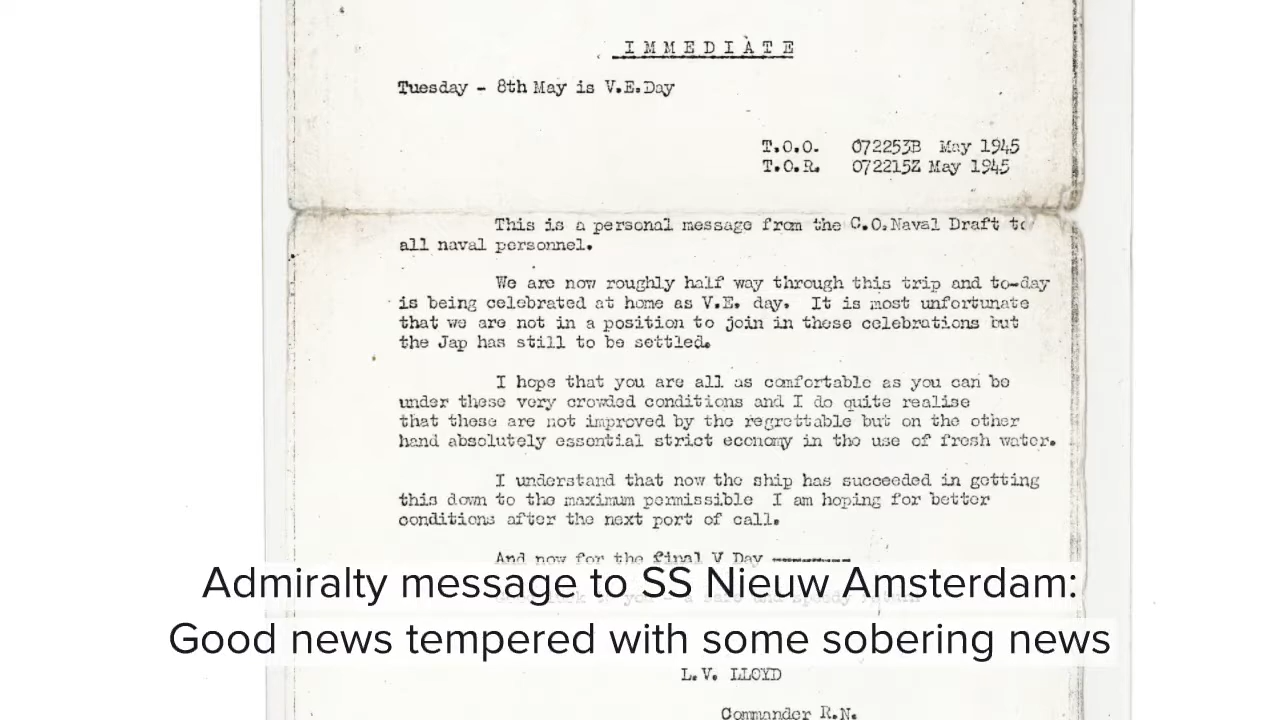 IMMEDIATE
Tuesday - 8th May is V.E.Day
T.O.O. 072253B May 1945
T.O.R. 072215Z May 1945
This is a personal message from the C.O.Naval Draft to
all naval personnel.
We are now roughly half way through this trip and to-day
is being celebrated at home as V.E. day. It is most unfortunate
that we are not in a position to join in these celebrations but
the Jap has still to be settled.
I hope that you are all as comfortable as you can be
under these very crowded conditions and I do quite realise
that these are not improved by the regrettable but on the other
hand absolutely essential strict economy in the use of fresh water.
I understand that now the ship has succeeded in getting
this down to the maximum permissible I am hoping for better
conditions after the next port of call.
And now for the final V Day ----------
Admiralty message to SS Nieuw Amsterdam:
Good news tempered with some sobering news
L.V. LLOYD
Commander R.N.